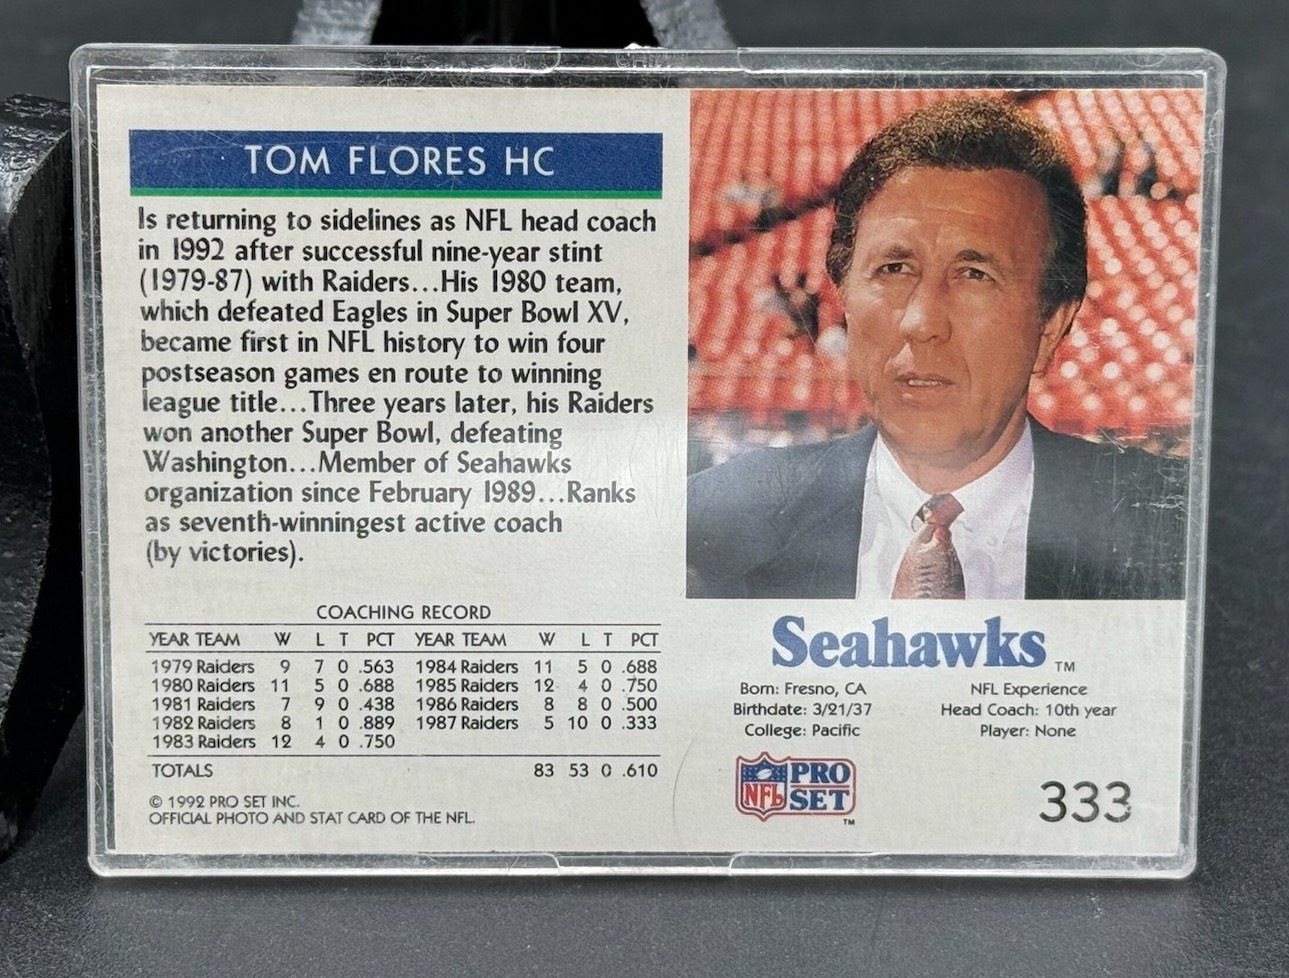 TOM FLORES HC
Is returning to sidelines as NFL head coach
in 1992 after successful nine-year stint
(1979-87) with Raiders...His 1980 team,
which defeated Eagles in Super Bowl XV,
became first in NFL history to win four
postseason games en route to winning
league title...Three years later, his Raiders
won another Super Bowl, defeating
Washington...Member of Seahawks
organization since February 1989...Ranks
as seventh-winningest active coach
(by victories).
COACHING RECORD
YEAR TEAM W L T PCT YEAR TEAM W L T PCT
1979 Raiders 9 7 0 .563 1984 Raiders 11 5 0 .688
1980 Raiders 11 5 0 .688 1985 Raiders 12 4 0 .750
1981 Raiders 7 9 0 .438 1986 Raiders 8 8 0 .500
1982 Raiders 8 1 0 .889 1987 Raiders 5 10 0 .333
1983 Raiders 12 4 0 .750
TOTALS 83 53 0 .610
© 1992 PRO SET INC.
OFFICIAL PHOTO AND STAT CARD OF THE NFL.
Seahawks TM
Born: Fresno, CA
Birthdate: 3/21/37
College: Pacific
NFL Experience
Head Coach: 10th year
Player: None
NFL PRO SET TM
333